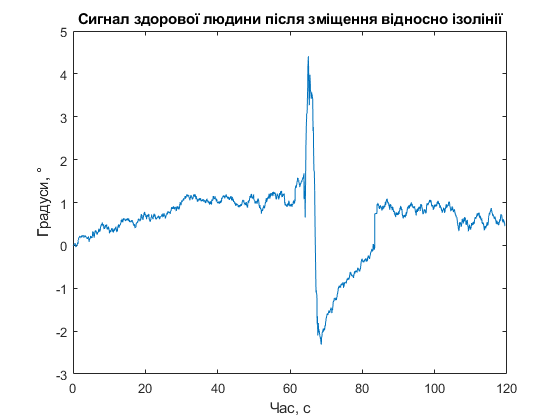 Сигнал здорової людини після зміщення відносно ізолінії
5
4
3
2
1
0
-1
-2
-3
Градуси, °
0 20 40 60 80 100 120
Час, с